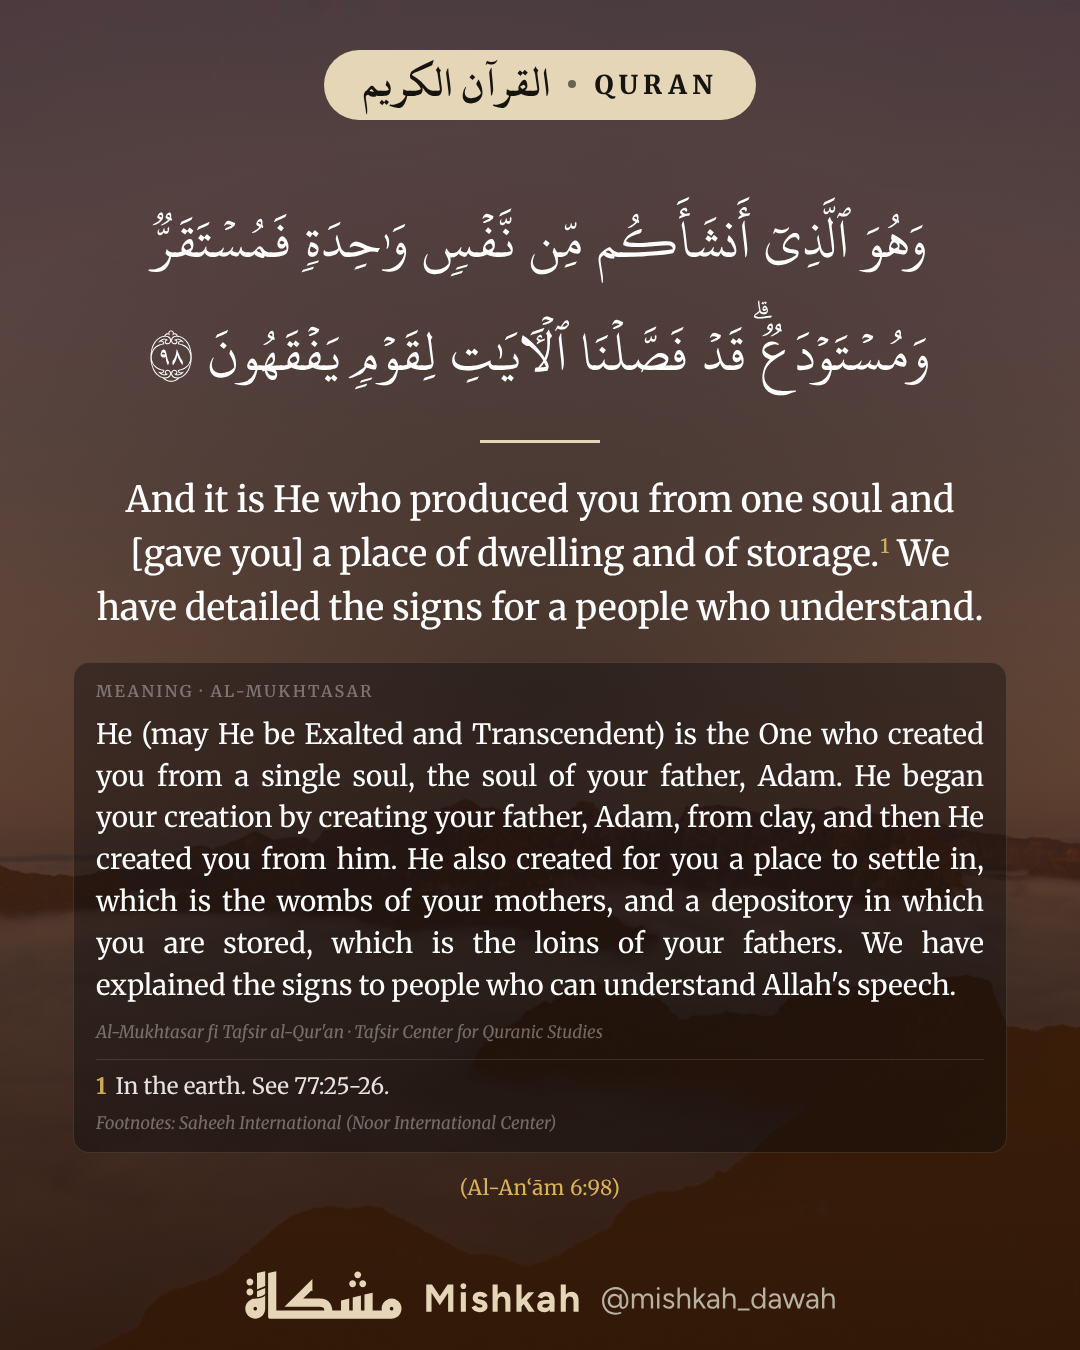 القرآن الكريم • QURAN
وَهُوَ ٱلَّذِىٓ أَنشَأَكُم مِّن نَّفۡسٖ وَٰحِدَةٖ فَمُسۡتَقَرّٞ
وَمُسۡتَوۡدَعٞۗ قَدۡ فَصَّلۡنَا ٱلۡأٓيَٰتِ لِقَوۡمٖ يَفۡقَهُونَ ٩٨
And it is He who produced you from one soul and
[gave you] a place of dwelling and of storage.1 We
have detailed the signs for a people who understand.
MEANING · AL-MUKHTASAR
He (may He be Exalted and Transcendent) is the One who created
you from a single soul, the soul of your father, Adam. He began
your creation by creating your father, Adam, from clay, and then He
created you from him. He also created for you a place to settle in,
which is the wombs of your mothers, and a depository in which
you are stored, which is the loins of your fathers. We have
explained the signs to people who can understand Allah's speech.
Al-Mukhtasar fi Tafsir al-Qur'an · Tafsir Center for Quranic Studies
1 In the earth. See 77:25-26.
Footnotes: Saheeh International (Noor International Center)
(Al-An‘ām 6:98)
مشكاة Mishkah @mishkah_dawah